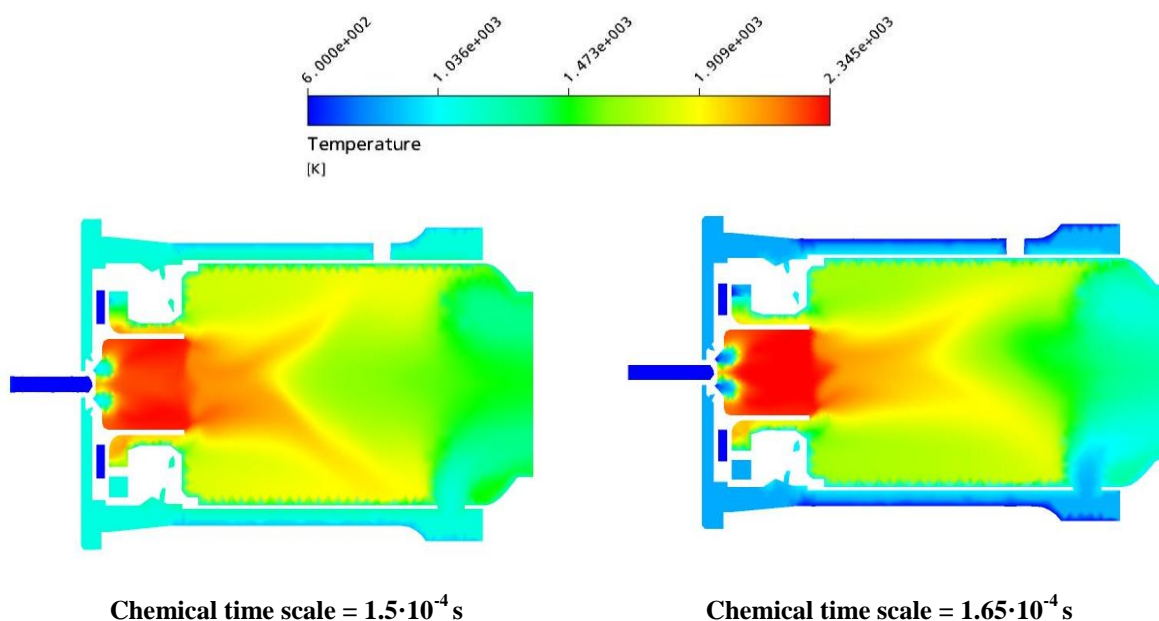 6.000e+002
1.036e+003
1.473e+003
1.909e+003
2.345e+003
Temperature
[K]
Chemical time scale = 1.5·10⁻⁴ s
Chemical time scale = 1.65·10⁻⁴ s